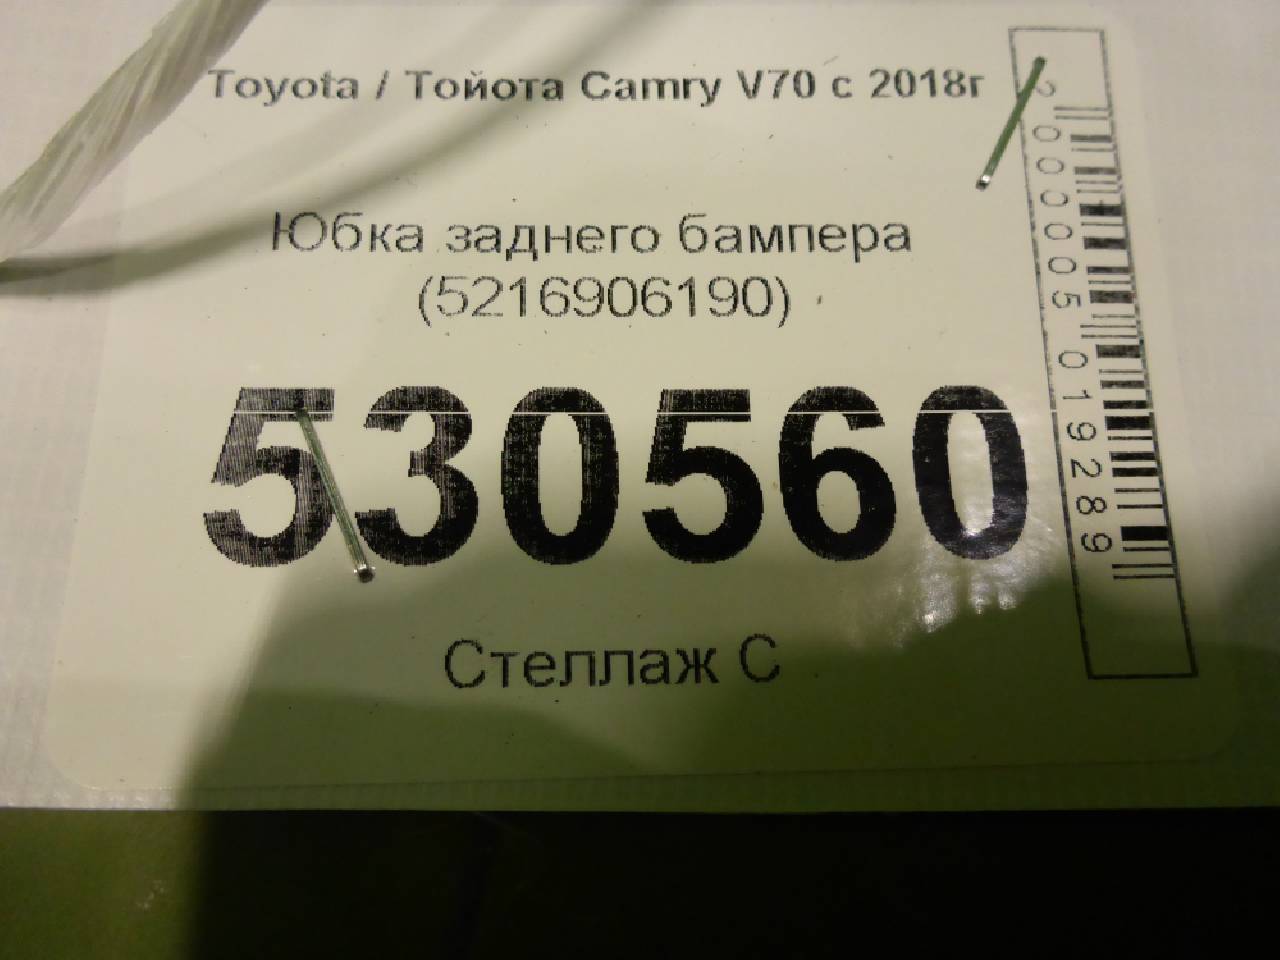 Toyota / Тойота Camry V70 с 2018г
Юбка заднего бампера
(5216906190)
530560
Стеллаж С
2000005019289